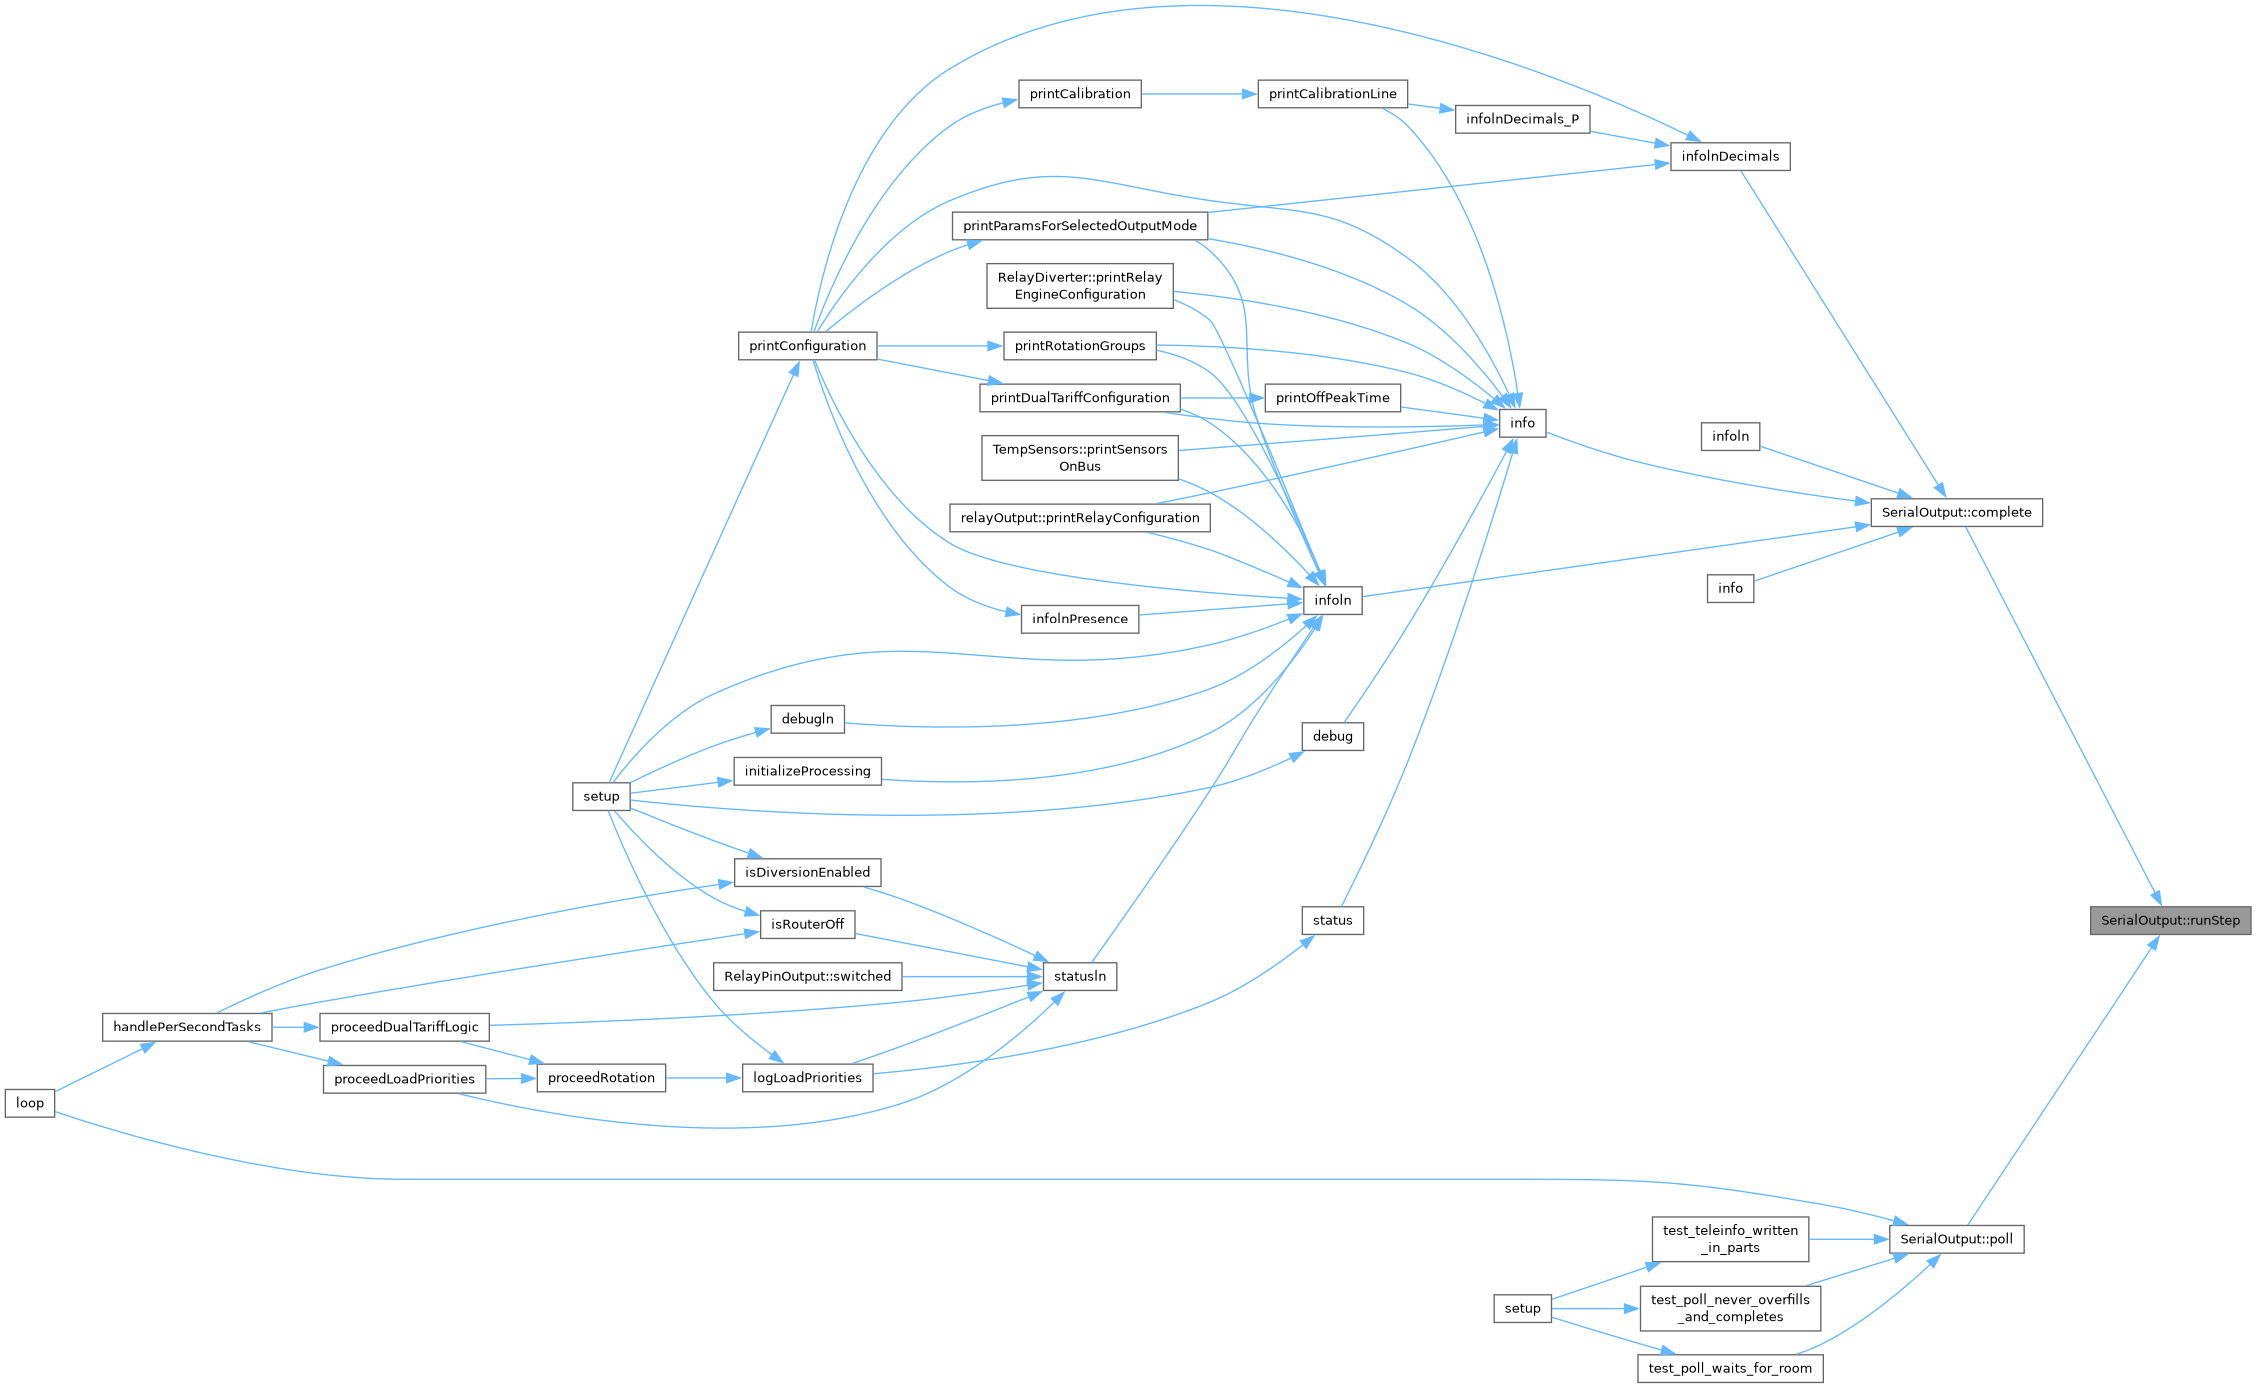 printCalibration
printCalibrationLine
infolnDecimals_P
infolnDecimals
printParamsForSelectedOutputMode
RelayDiverter::printRelay
EngineConfiguration
printConfiguration
printRotationGroups
printDualTariffConfiguration
printOffPeakTime
info
infoln
TempSensors::printSensors
OnBus
relayOutput::printRelayConfiguration
SerialOutput::complete
info
infoln
infolnPresence
debugln
debug
initializeProcessing
setup
isDiversionEnabled
isRouterOff
status
SerialOutput::runStep
RelayPinOutput::switched
statusln
handlePerSecondTasks
proceedDualTariffLogic
proceedLoadPriorities
proceedRotation
logLoadPriorities
loop
test_teleinfo_written
_in_parts
SerialOutput::poll
setup
test_poll_never_overfills
_and_completes
test_poll_waits_for_room